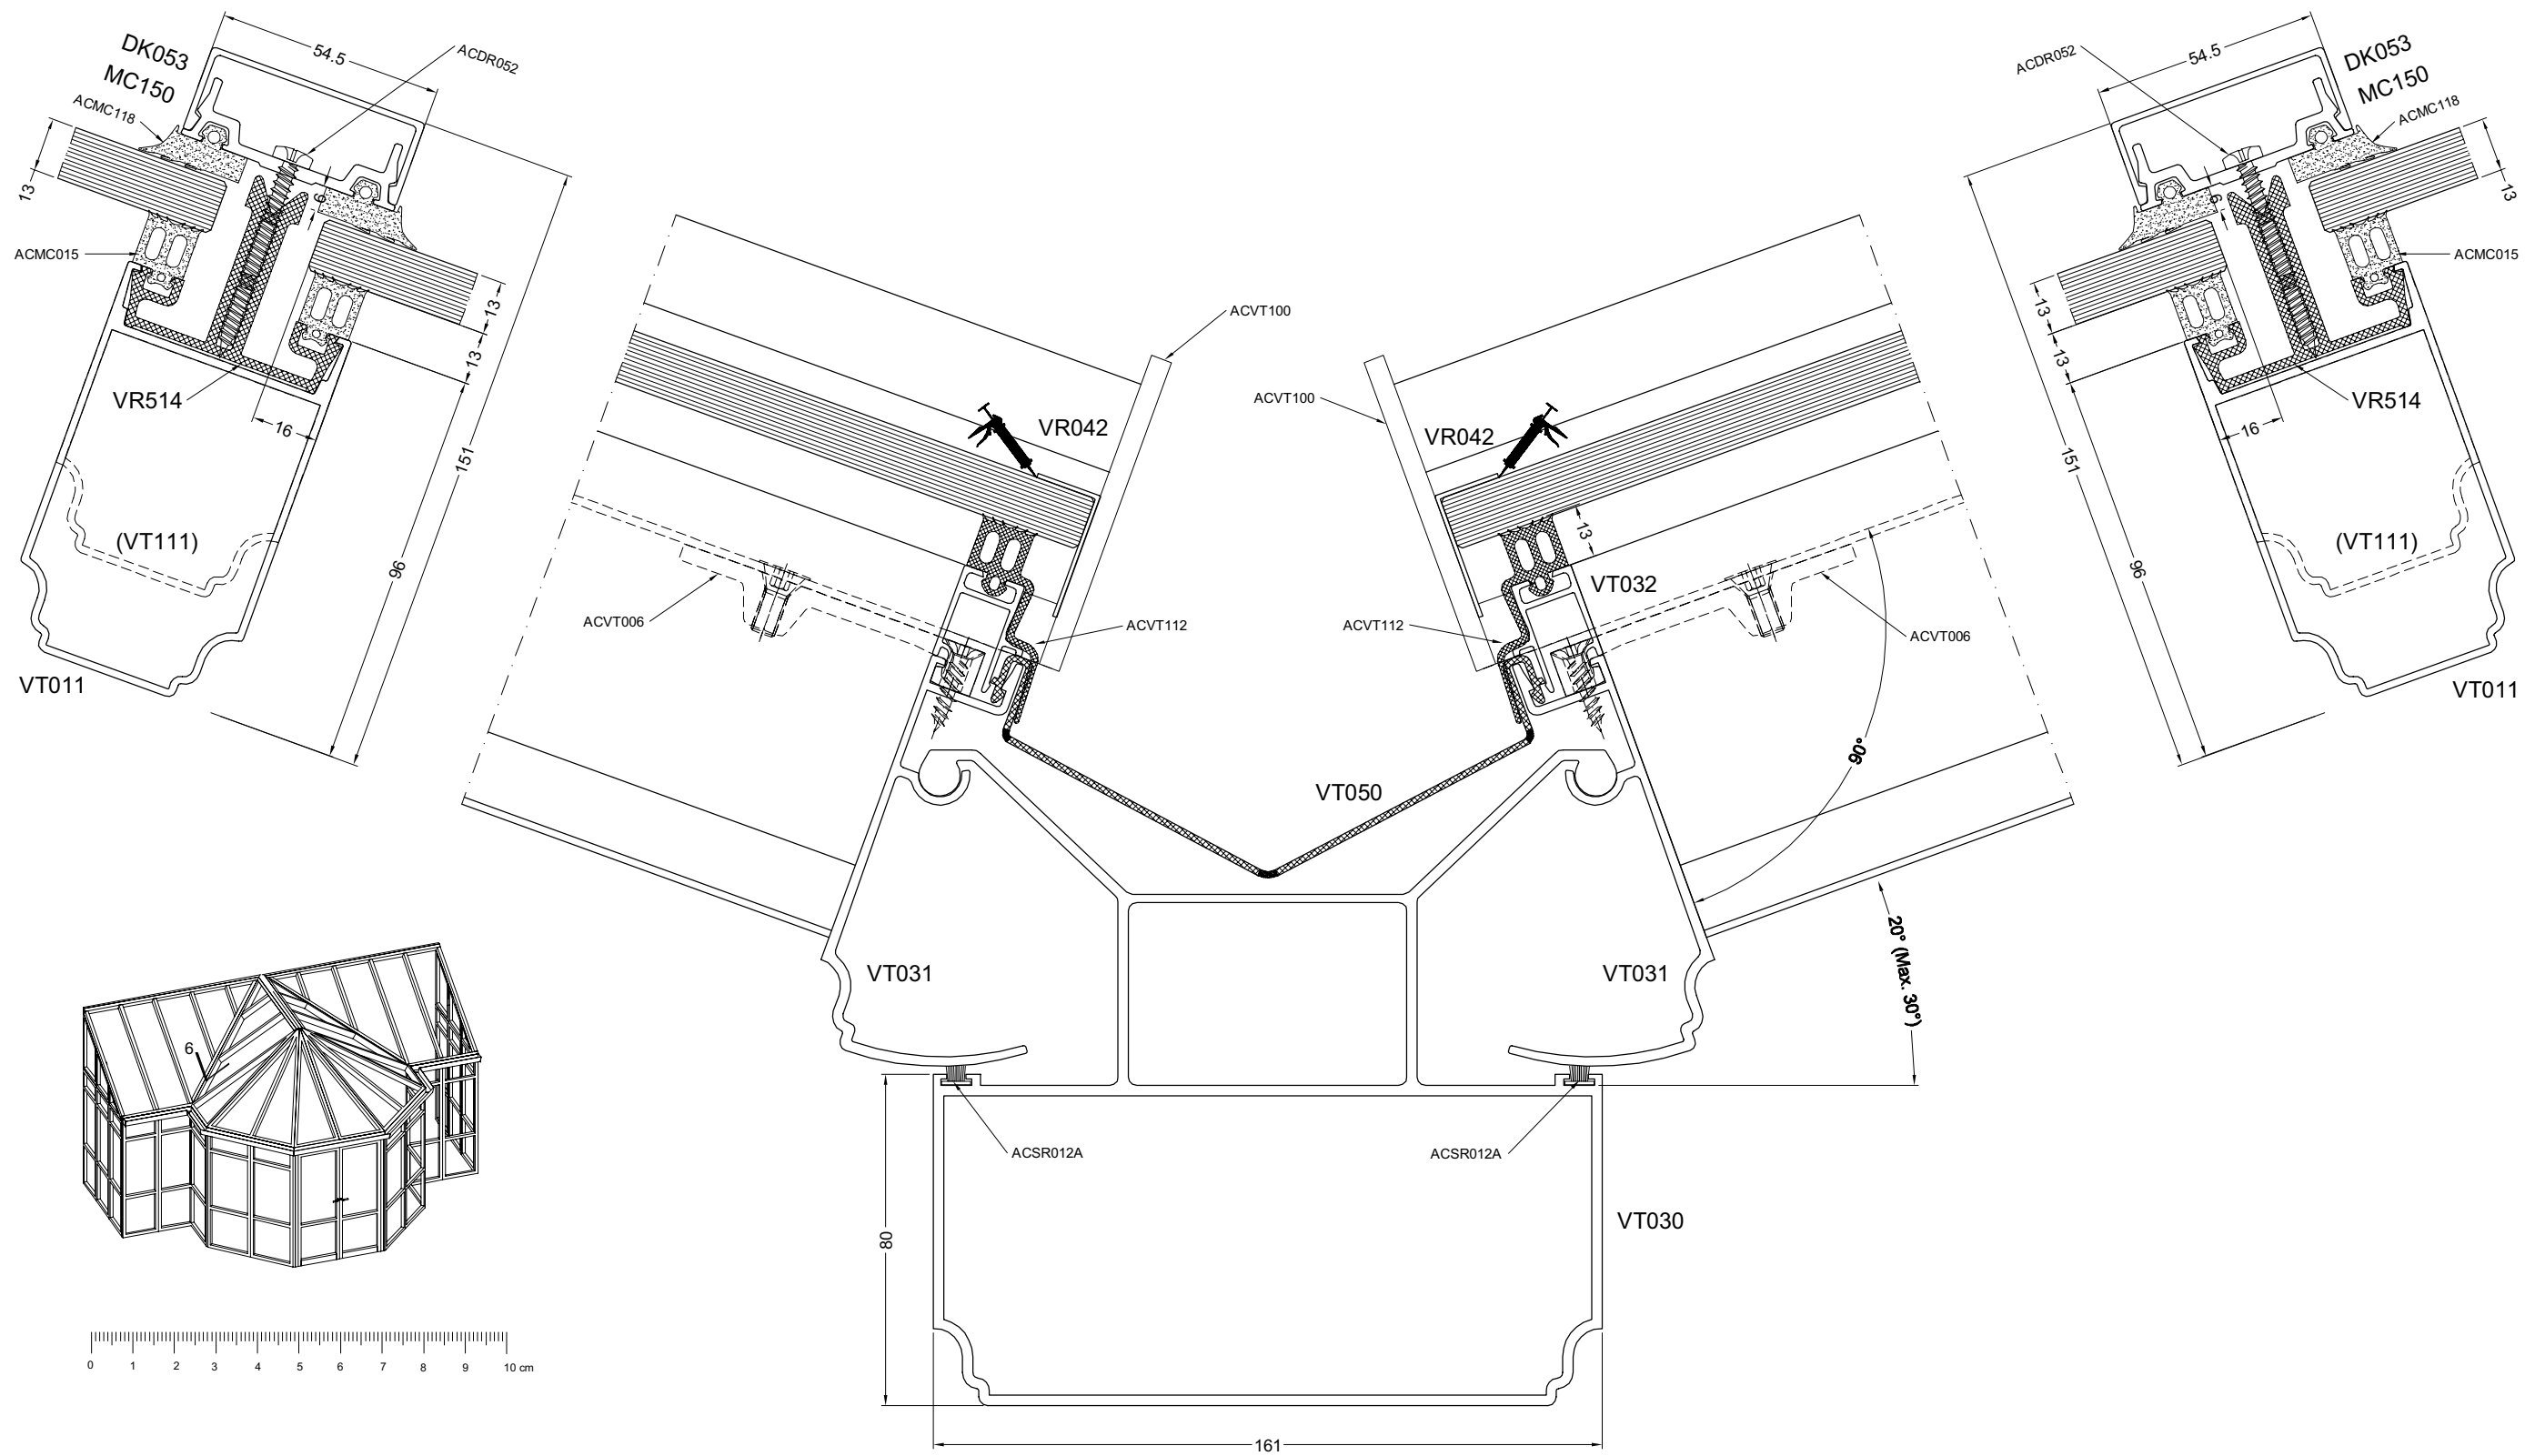 DK053
MC150
ACMC118
54.5
ACDR052
13
6
ACMC015
13
13
VR514
16
151
96
(VT111)
VT011
ACVT100
VR042
ACVT006
ACVT112
ACVT100
VR042
13
VT032
ACVT112
ACVT006
90°
VT050
20° (Max. 30°)
VT031
VT031
ACSR012A
ACSR012A
80
VT030
161
ACDR052
54.5
DK053
MC150
ACMC118
13
6
ACMC015
13
13
VR514
16
151
96
(VT111)
VT011
6
0 1 2 3 4 5 6 7 8 9 10 cm